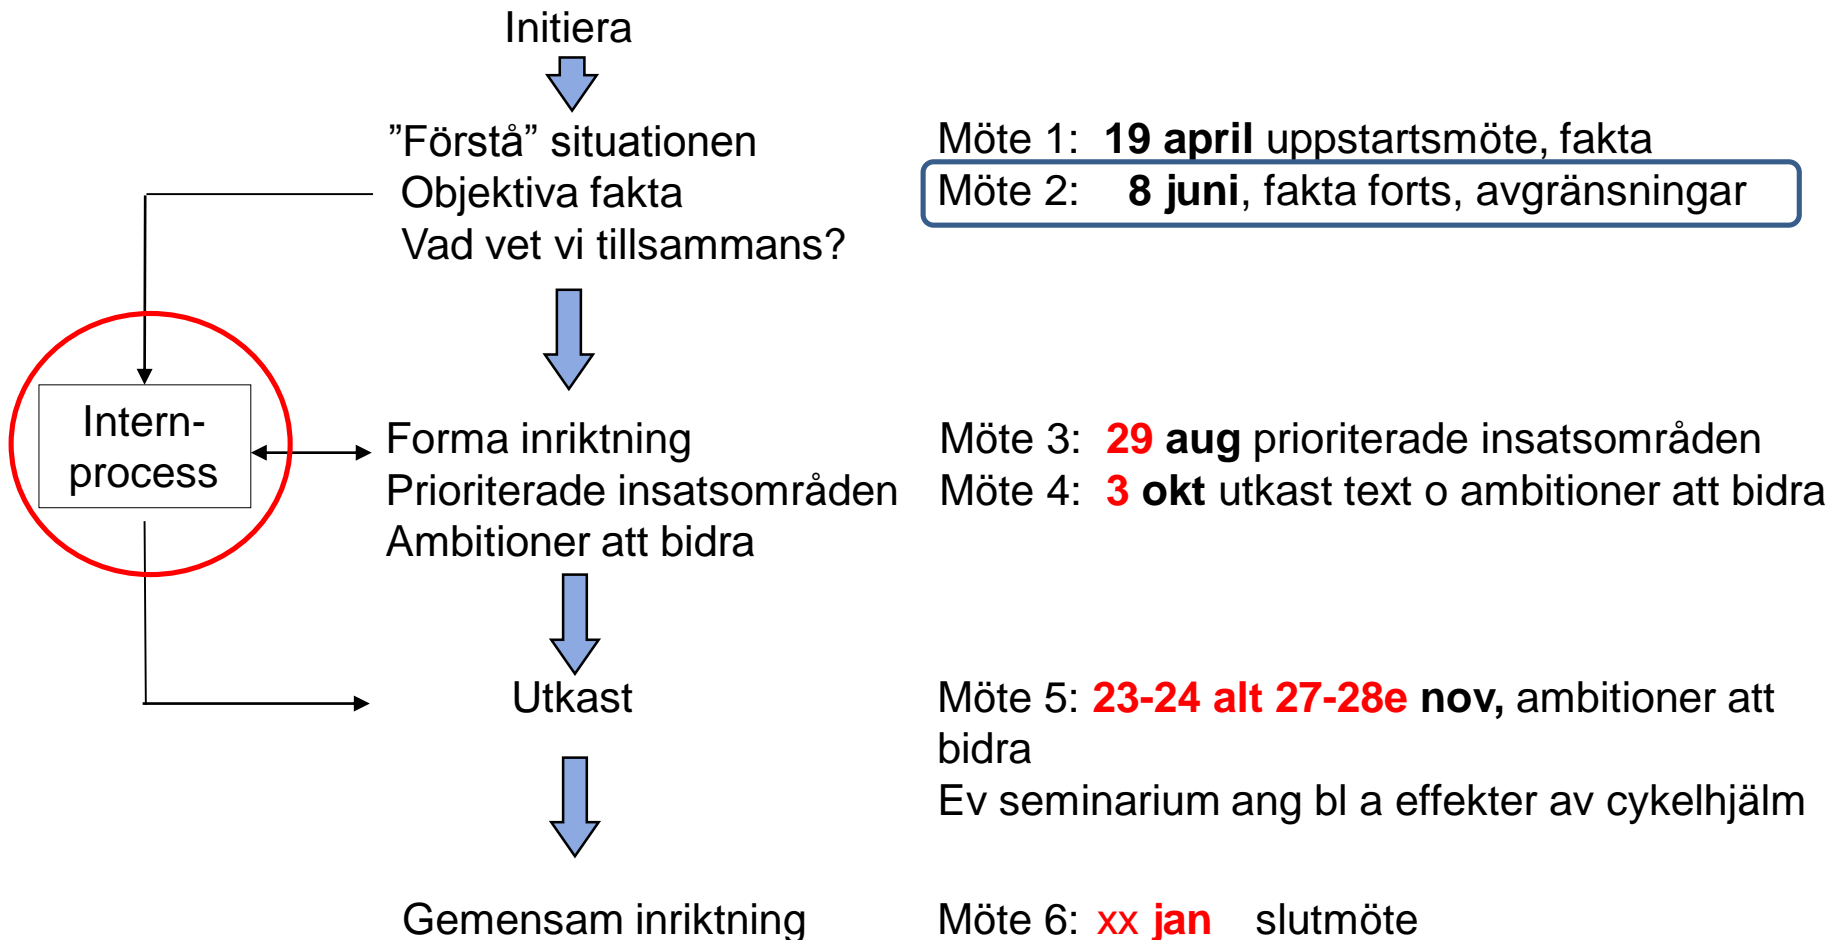 Initiera
”Förstå” situationen
Objektiva fakta
Vad vet vi tillsammans?
Möte 1: 19 april uppstartsmöte, fakta
Möte 2: 8 juni, fakta forts, avgränsningar
Intern-
process
Forma inriktning
Prioriterade insatsområden
Ambitioner att bidra
Möte 3: 29 aug prioriterade insatsområden
Möte 4: 3 okt utkast text o ambitioner att bidra
Utkast
Möte 5: 23-24 alt 27-28e nov, ambitioner att
bidra
Ev seminarium ang bl a effekter av cykelhjälm
Gemensam inriktning
Möte 6: xx jan slutmöte